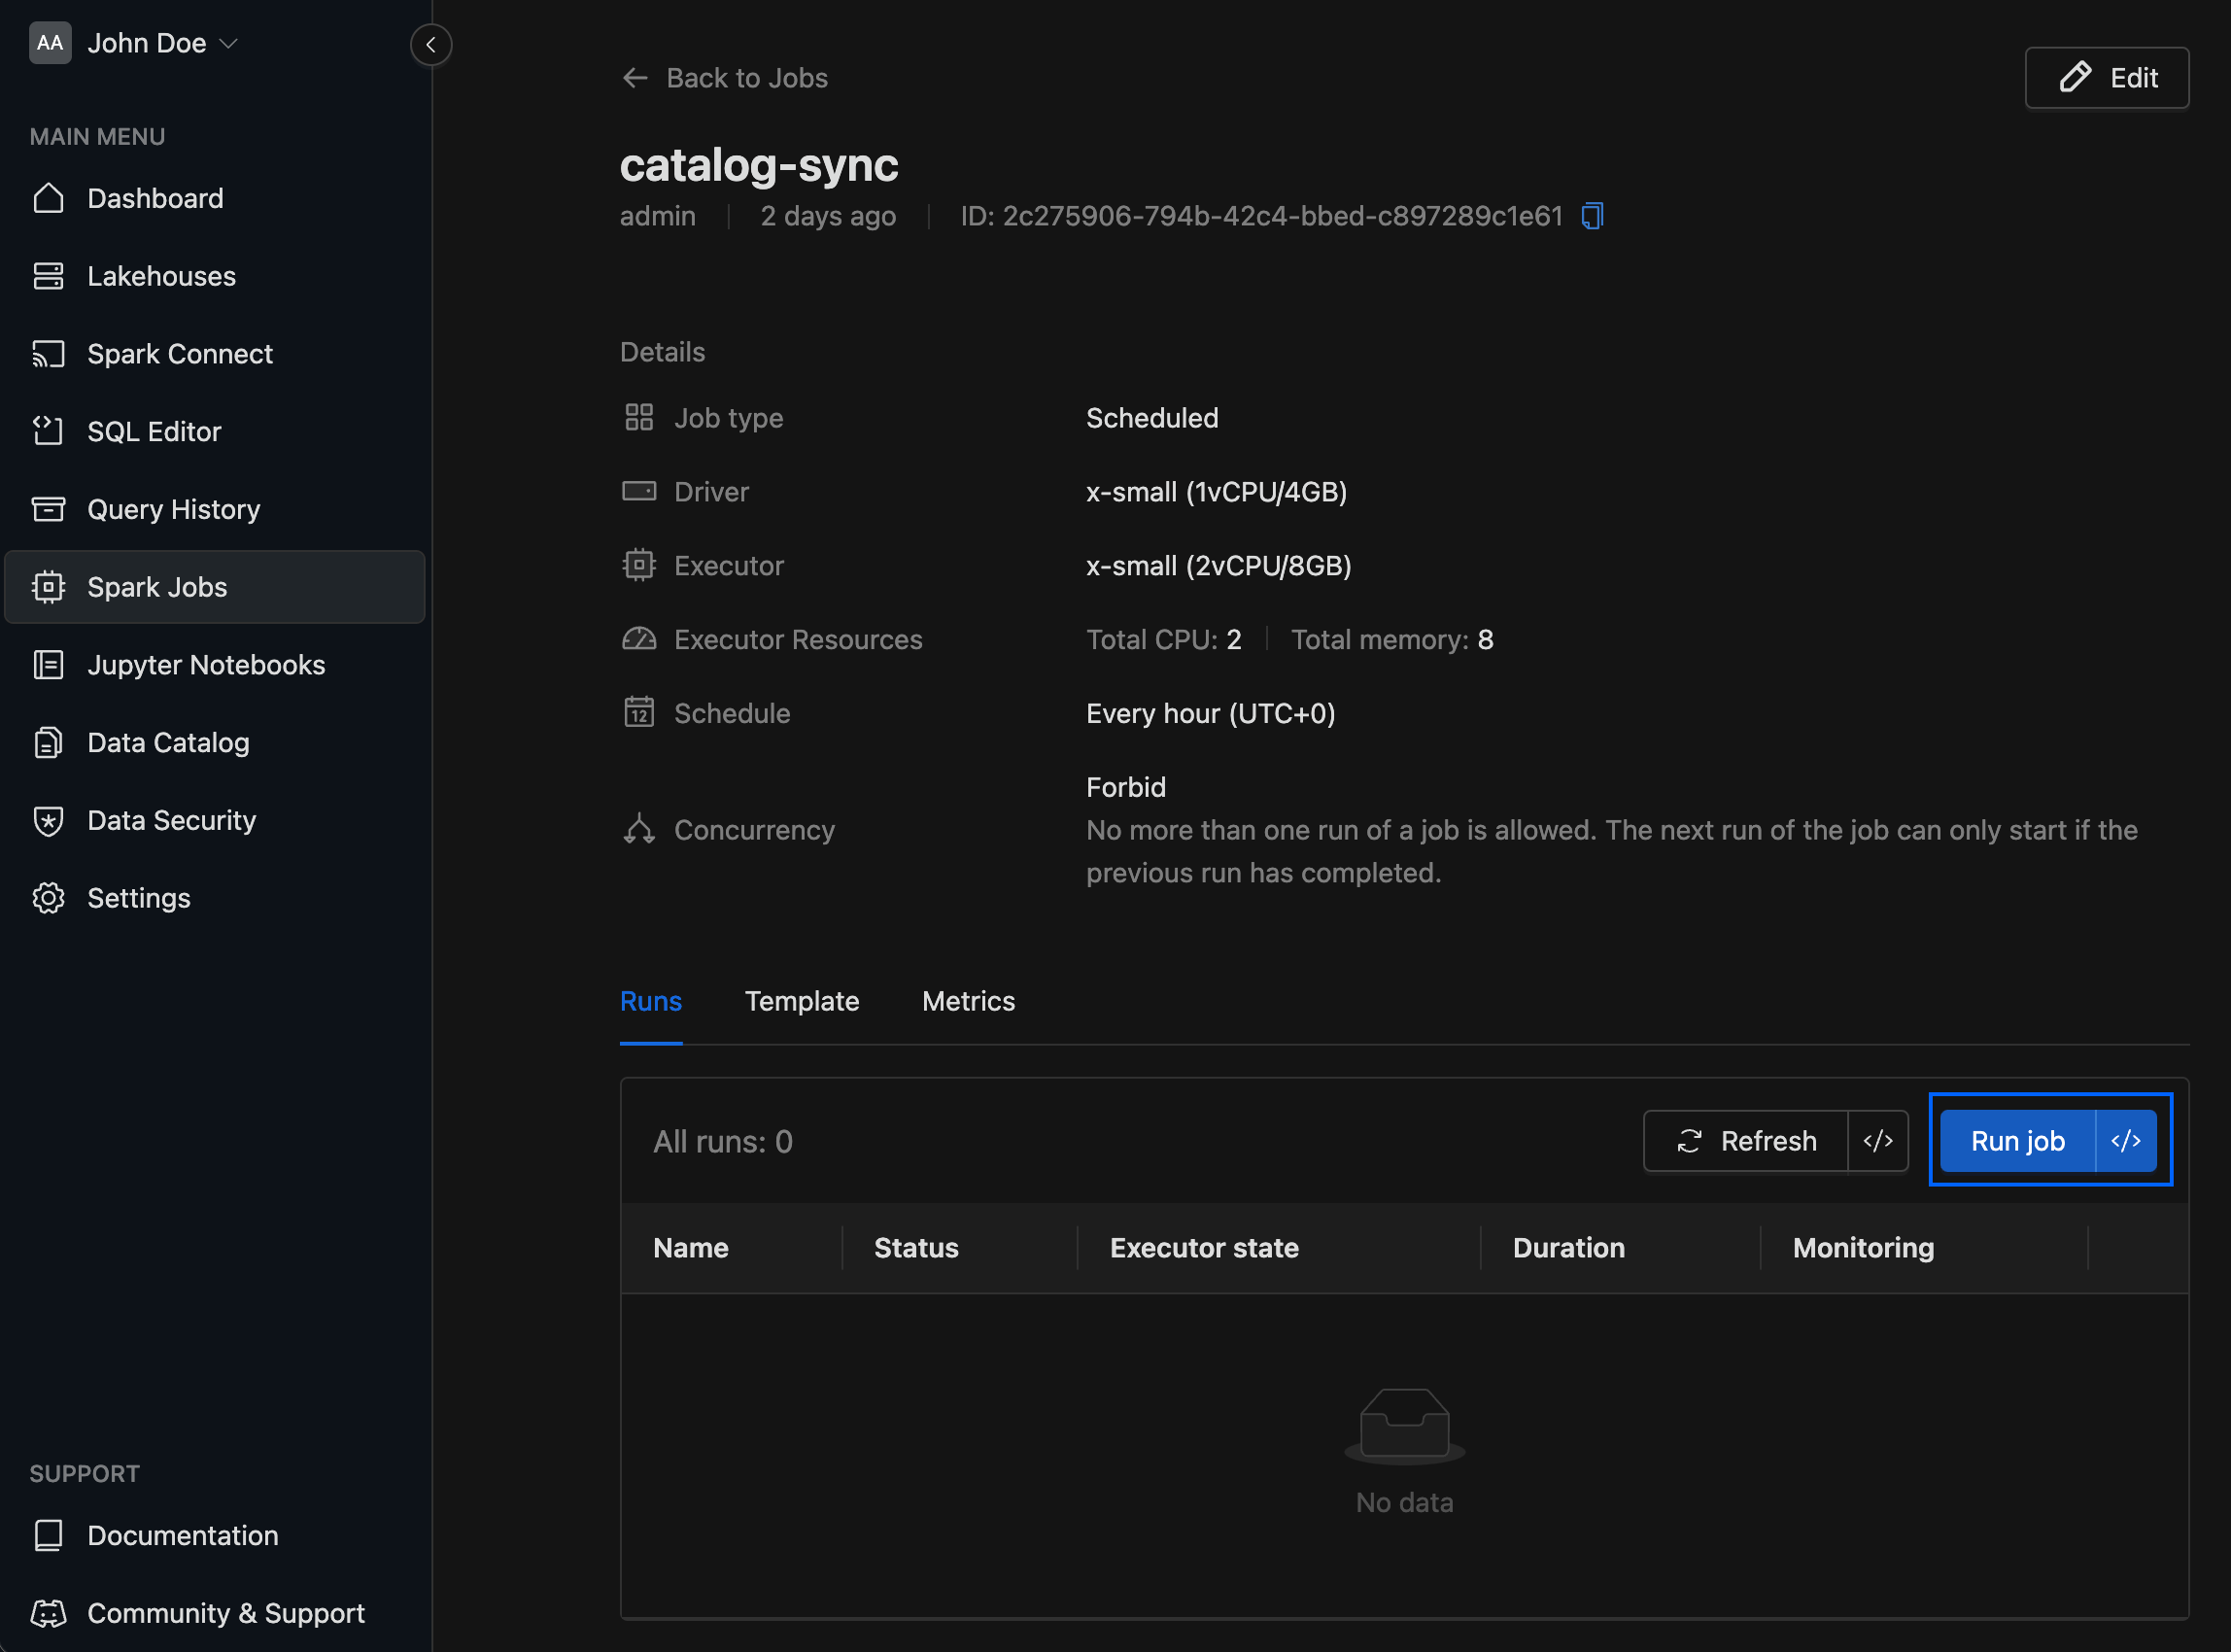 AA John Doe
MAIN MENU
Dashboard
Lakehouses
Spark Connect
SQL Editor
Query History
Spark Jobs
Jupyter Notebooks
Data Catalog
Data Security
Settings
SUPPORT
Documentation
Community & Support
Back to Jobs
Edit
catalog-sync
admin 2 days ago ID: 2c275906-794b-42c4-bbed-c897289c1e61
Details
Job type Scheduled
Driver x-small (1vCPU/4GB)
Executor x-small (2vCPU/8GB)
Executor Resources Total CPU: 2 Total memory: 8
12 Schedule Every hour (UTC+0)
Concurrency Forbid
No more than one run of a job is allowed. The next run of the job can only start if the
previous run has completed.
Runs Template Metrics
All runs: 0 Refresh </> Run job </>
Name Status Executor state Duration Monitoring
No data